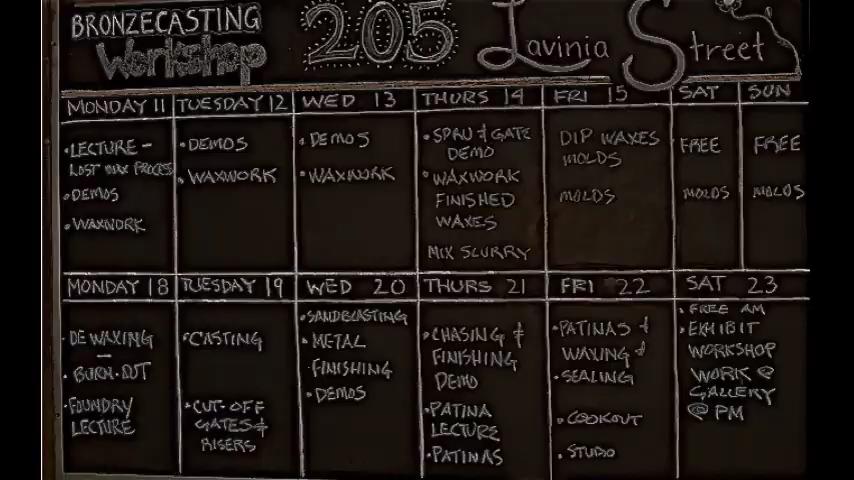 BRONZECASTING
Workshop
205 Lavinia Street
MONDAY 11
• LECTURE -
LOST WAX PROCESS
• DEMOS
• WAXWORK
TUESDAY 12
• DEMOS
• WAXWORK
WED 13
• DEMOS
• WAXWORK
THURS 14
• SPRU & GATE
DEMO
• WAXWORK
FINISHED
WAXES
MIX SLURRY
FRI 15
DIP WAXES
MOLDS
MOLDS
SAT
FREE
MOLDS
SUN
FREE
MOLDS
MONDAY 18
• DEWAXING
-
• BURN-OUT
• FOUNDRY
LECTURE
TUESDAY 19
• CASTING
• CUT-OFF
GATES &
RISERS
WED 20
• SANDBLASTING
• METAL
FINISHING
• DEMOS
THURS 21
• CHASING &
FINISHING
DEMO
• PATINA
LECTURE
• PATINAS
FRI 22
• PATINAS &
WAXING &
• SEALING
• COOKOUT
• STUDIO
SAT 23
• FREE AM
• EXHIBIT
WORKSHOP
WORK @
GALLERY
@ PM